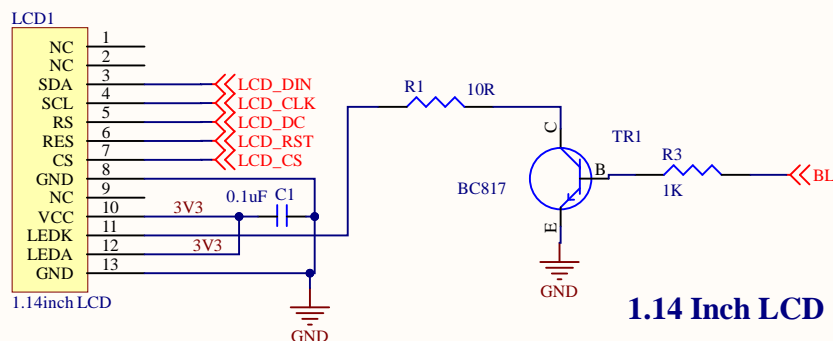 LCD1
NC 1
NC 2
SDA 3 LCD_DIN
SCL 4 LCD_CLK
RS 5 LCD_DC
RES 6 LCD_RST
CS 7 LCD_CS
GND 8
NC 9
VCC 10 3V3
LEDK 11
LEDA 12 3V3
GND 13
1.14inch LCD
0.1uF C1
GND
R1 10R
C
TR1
B
BC817
E
GND
R3
1K
BL
1.14 Inch LCD